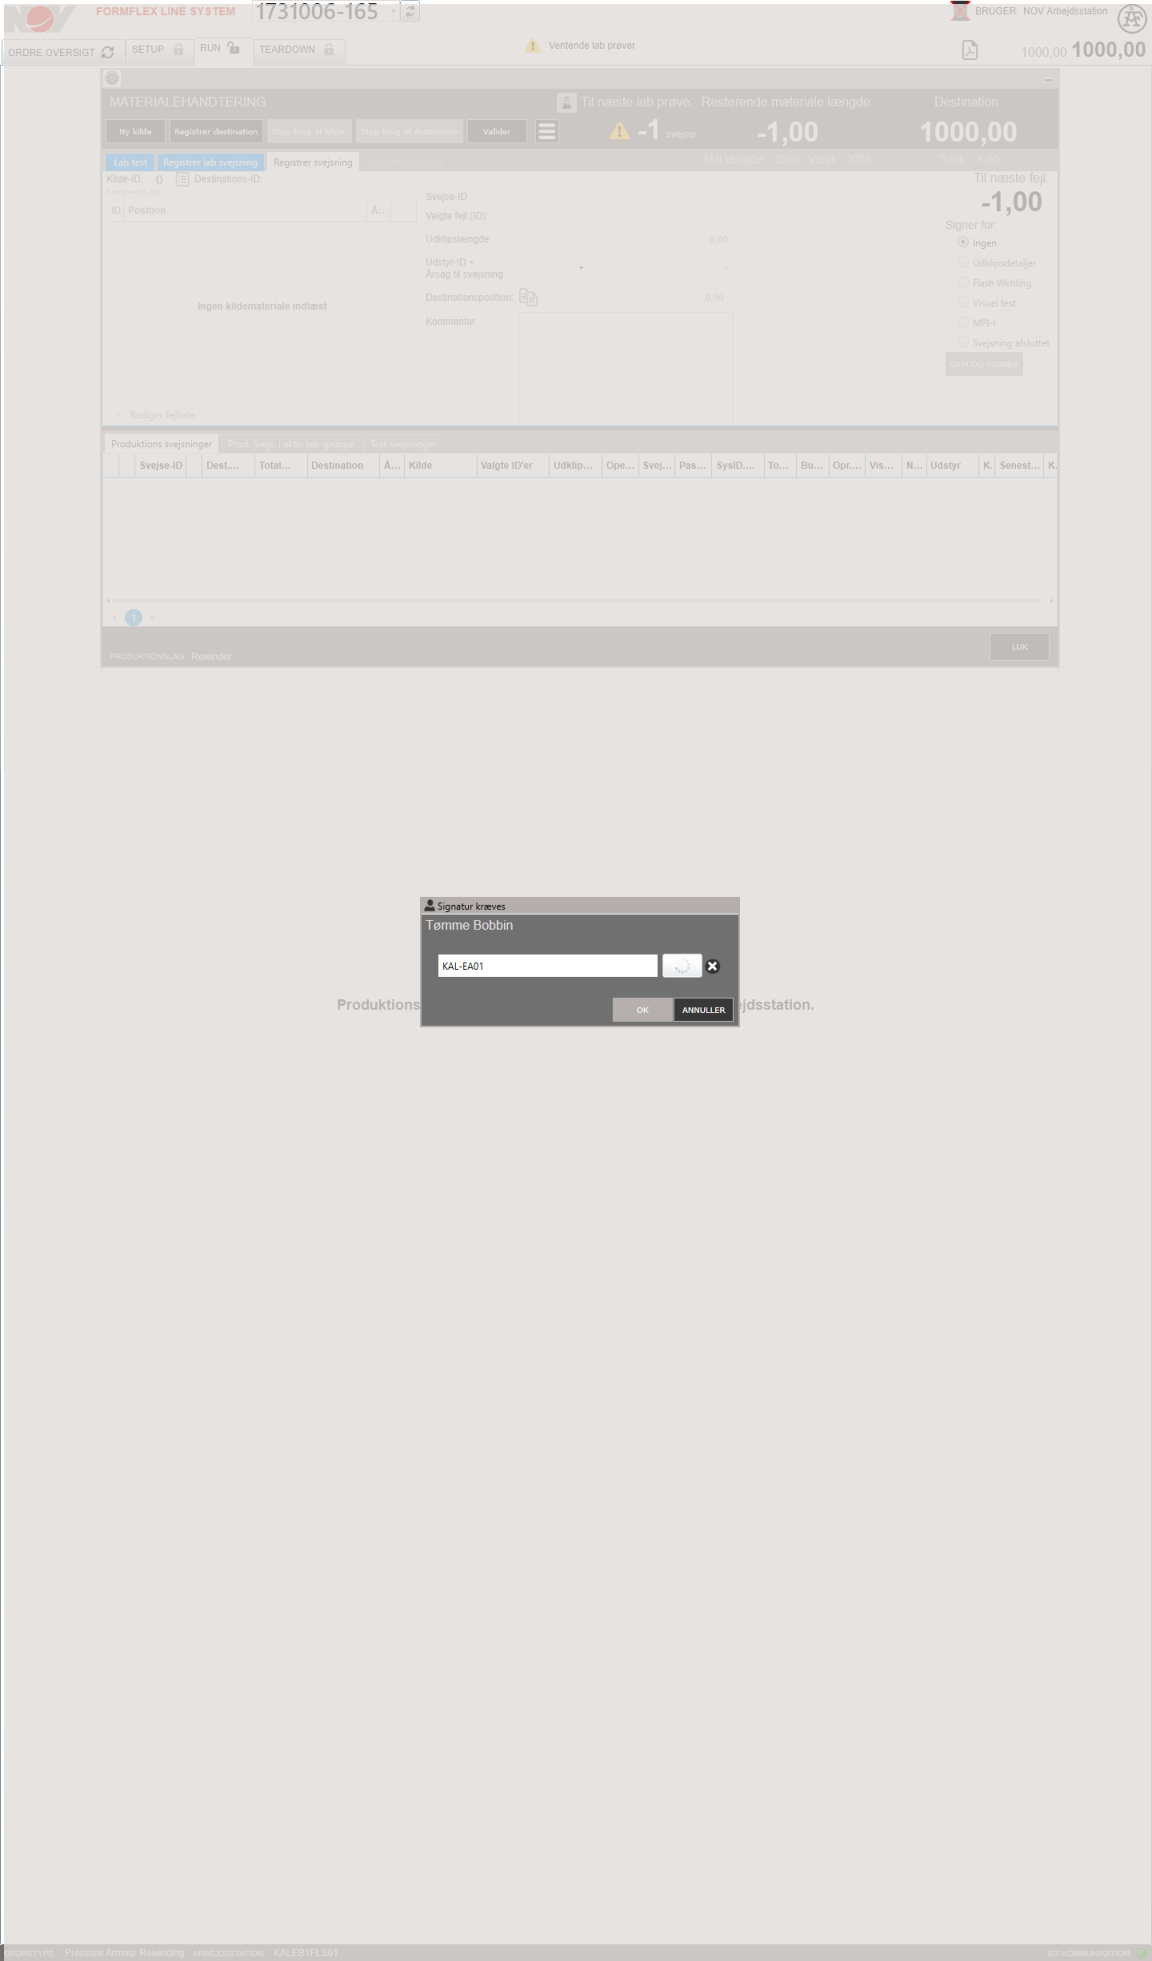 NOV FORMFLEX LINE SYSTEM 1731006-165 BRUGER: NOV Arbejdsstation
ORDRE OVERSIGT SETUP RUN TEARDOWN Ventende lab prøver 1000,00 1000,00
MATERIALEHANDTERING Til næste lab prøve: Resterende materiale længde: Destination
Ny kilde Registrer destination Stop brug af kilde Stop brug af destination Valider -1 svejser -1,00 1000,00
Lab test Registrer lab svejsning Registrer svejsning Total: -1,00
Kilde-ID: () Destinations-ID: Til næste fejl:
-1,00
ID Position Å...
Svejse-ID
Valgte fejl (ID): Signer for:
Udklipslængde 0,00 Ingen
Udstyr-ID + Udklipsdetaljer
Årsag til svejsning - + Flash Welding
Destinationsposition: 0,00 Visuel test
Ingen kildemateriale indlæst
Kommentar MPI-I
Svejsning afsluttet
GEM OG SIGNER
Rediger fejlliste
Produktions svejsninger Prod. Svejs. i aktiv lab. gruppe Test svejsninger
Svejse-ID Dest.... Total... Destination Å... Kilde Valgte ID'er Udklip... Ope... Svej... Pas... SysID.... To... Bu... Opr.... Vis... N... Udstyr K. Senest... K.
1
PRODUKTIONSLAG: Rewinder LUK
Signatur kræves
Tømme Bobbin
KAL-EA01
OK ANNULLER
Produktions jdsstation.
ORDRETYPE: Pressure Armour Rewinding ARBEJDSSTATION: KALEB1FLS01 SIT KOMMUNIKATION: